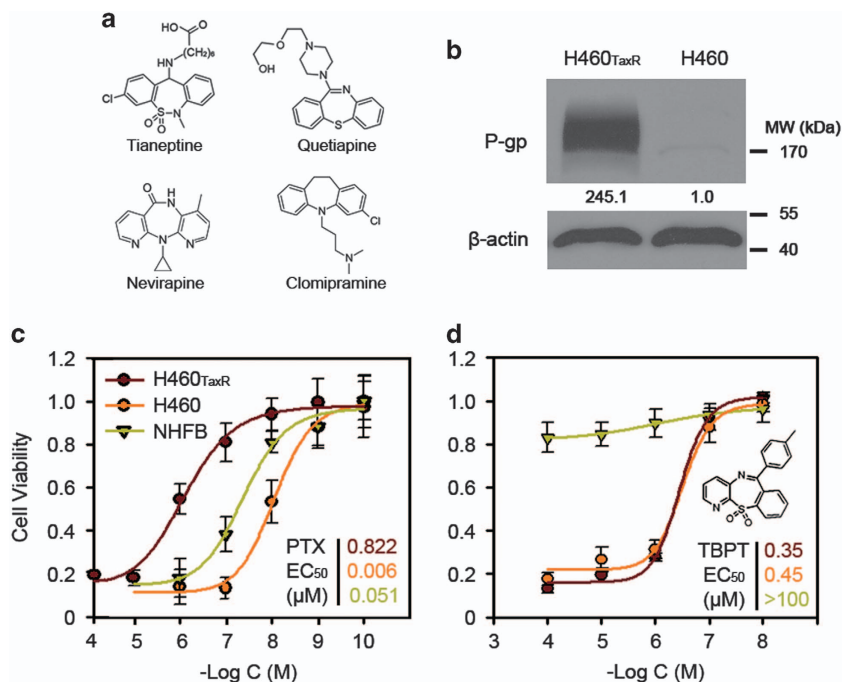 a
HO
O
HN
(CH₂)₆
Cl
S
N
O
O
Tianeptine
O
N
OH
N
N
N
S
Quetiapine
O
H
N
N
N
N
Nevirapine
Cl
N
N
Clomipramine
b
H460TaxR H460
P-gp
MW (kDa)
170
245.1 1.0
55
β-actin
40
c
1.2
1.0
0.8
0.6
0.4
0.2
0
Cell Viability
H460TaxR
H460
NHFB
PTX 0.822
EC₅₀ 0.006
(μM) 0.051
4 5 6 7 8 9 10
-Log C (M)
d
1.2
1.0
0.8
0.6
0.4
0.2
0
N
N
S
O O
TBPT 0.35
EC₅₀ 0.45
(μM) >100
3 4 5 6 7 8
-Log C (M)